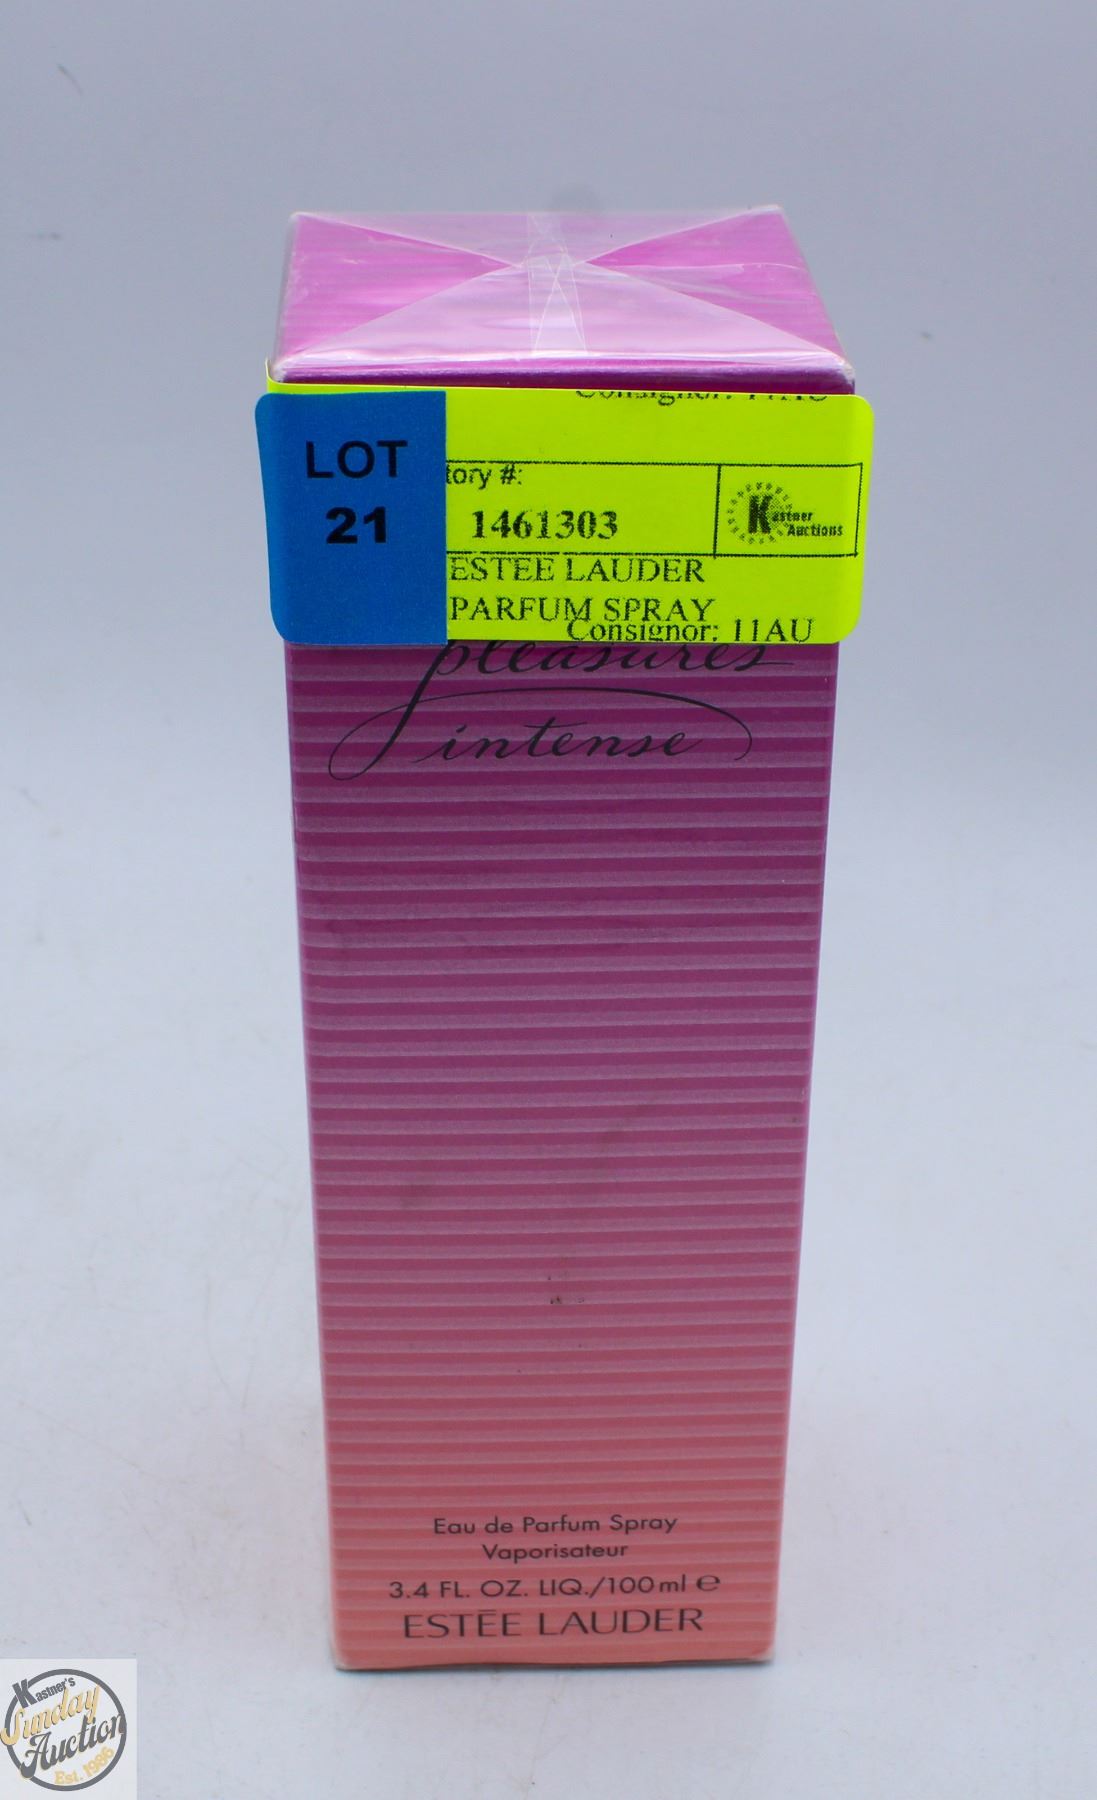 Consignor: 11AU
LOT
21
tory #:
1461303
Kastner
Auctions
ESTEE LAUDER
PARFUM SPRAY
Consignor: 11AU
pleasures
intense
Eau de Parfum Spray
Vaporisateur
3.4 FL. OZ. LIQ./100 ml ℮
ESTĒE LAUDER
Kastner's
Sunday
Auction
Est. 1986